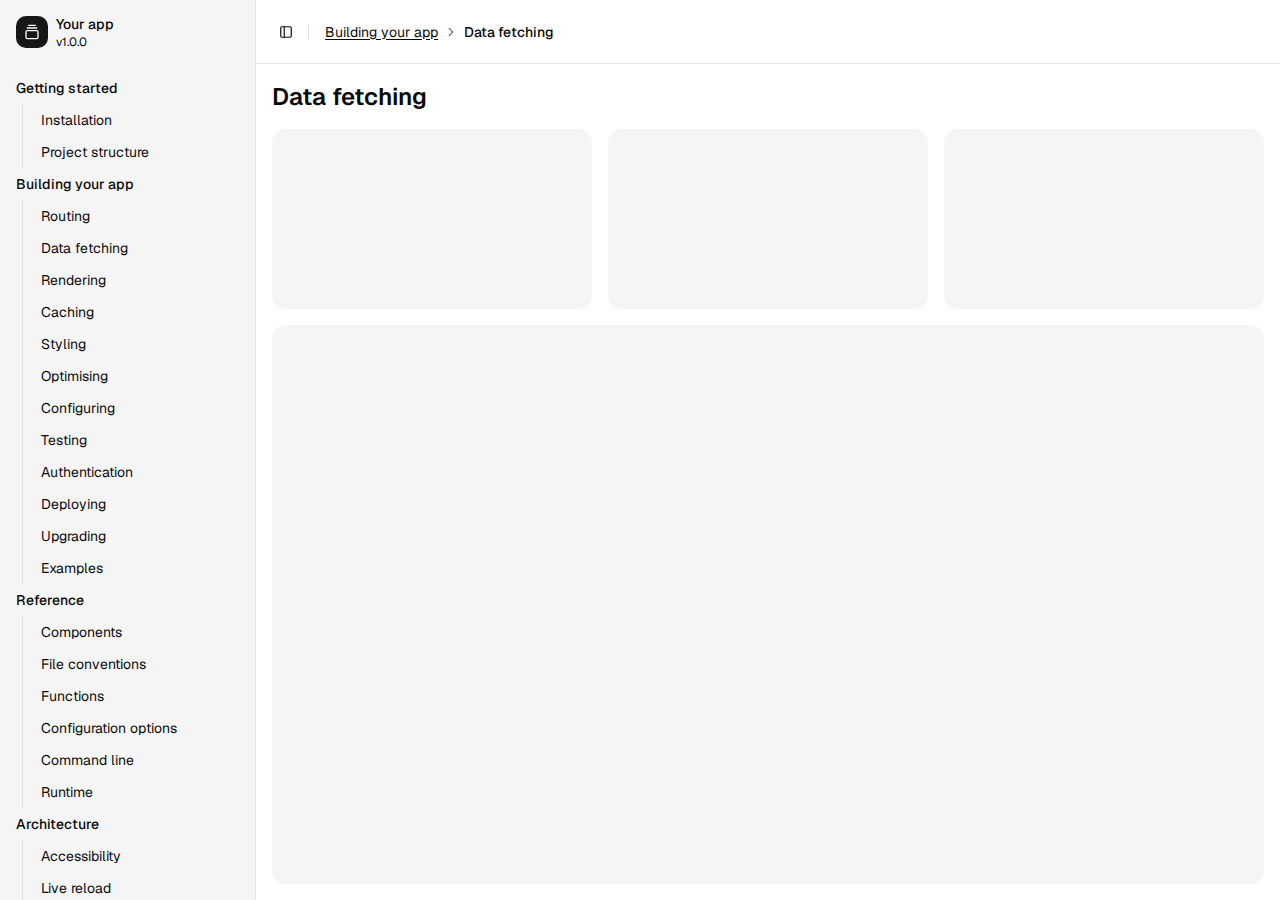 Your app
v1.0.0
Getting started
Installation
Project structure
Building your app
Routing
Data fetching
Rendering
Caching
Styling
Optimising
Configuring
Testing
Authentication
Deploying
Upgrading
Examples
Reference
Components
File conventions
Functions
Configuration options
Command line
Runtime
Architecture
Accessibility
Live reload
Building your app > Data fetching
Data fetching